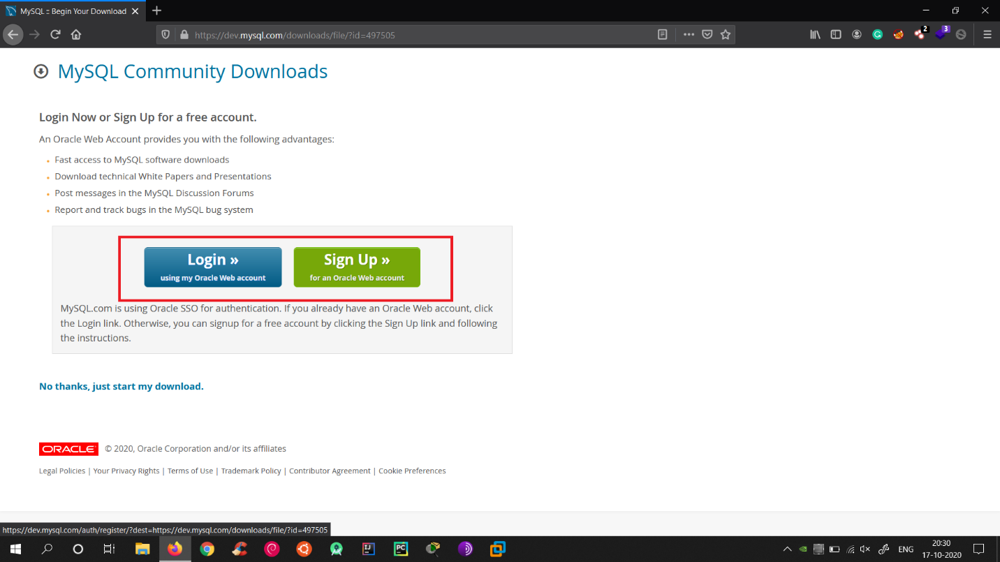 MySQL :: Begin Your Download
https://dev.mysql.com/downloads/file/?id=497505
2
3
MySQL Community Downloads
Login Now or Sign Up for a free account.
An Oracle Web Account provides you with the following advantages:
Fast access to MySQL software downloads
Download technical White Papers and Presentations
Post messages in the MySQL Discussion Forums
Report and track bugs in the MySQL bug system
Login »
using my Oracle Web account
Sign Up »
for an Oracle Web account
MySQL.com is using Oracle SSO for authentication. If you already have an Oracle Web account, click
the Login link. Otherwise, you can signup for a free account by clicking the Sign Up link and following
the instructions.
No thanks, just start my download.
ORACLE © 2020, Oracle Corporation and/or its affiliates
Legal Policies | Your Privacy Rights | Terms of Use | Trademark Policy | Contributor Agreement | Cookie Preferences
https://dev.mysql.com/auth/register/?dest=https://dev.mysql.com/downloads/file/?id=497505
IJ
PC
ENG
20:30
17-10-2020